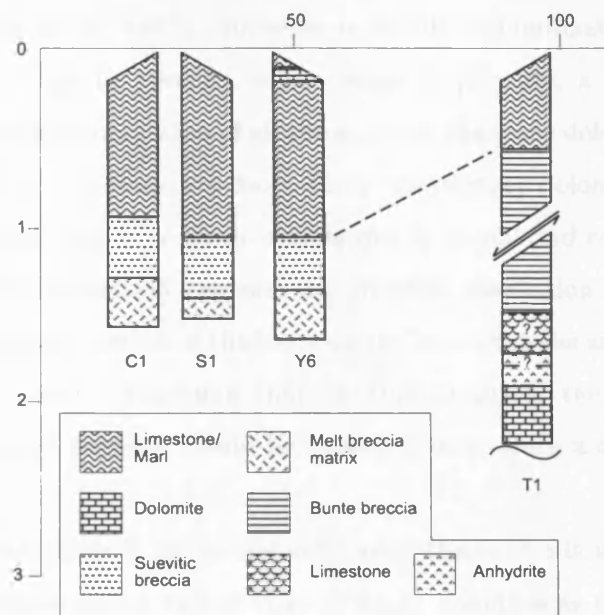 50
100
0
1
2
3
C1
S1
Y6
T1
?
?
Limestone/
Marl
Melt breccia
matrix
Dolomite
Bunte breccia
Suevitic
breccia
Limestone
Anhydrite